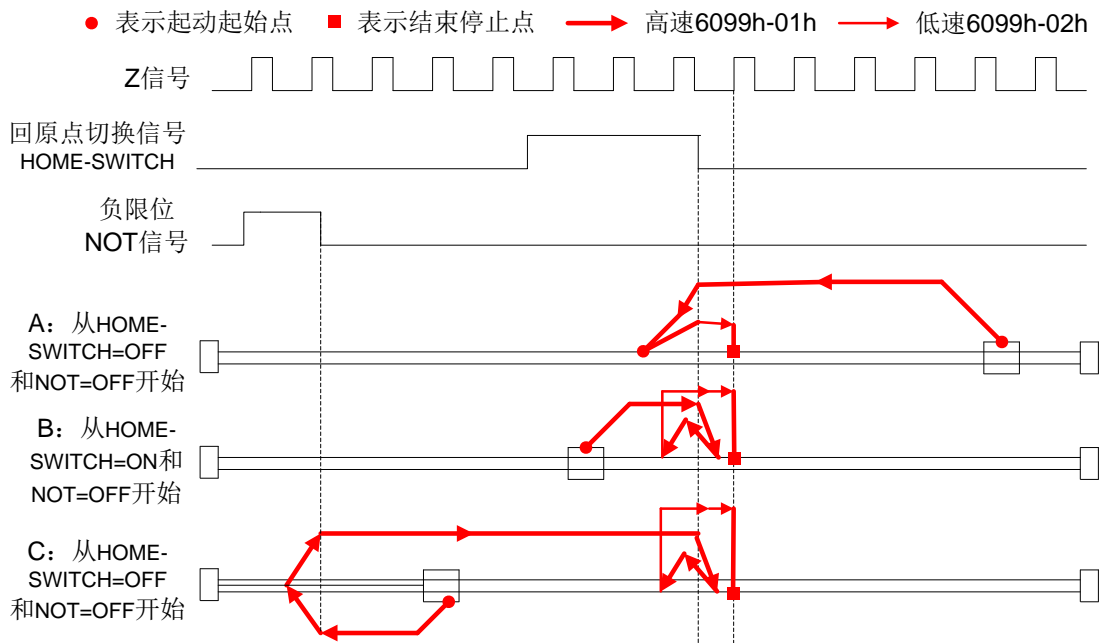 表示起动起始点 表示结束停止点 高速6099h-01h 低速6099h-02h
Z信号
回原点切换信号
HOME-SWITCH
负限位
NOT信号
A：从HOME-
SWITCH=OFF
和NOT=OFF开始
B：从HOME-
SWITCH=ON和
NOT=OFF开始
C：从HOME-
SWITCH=OFF
和NOT=OFF开始